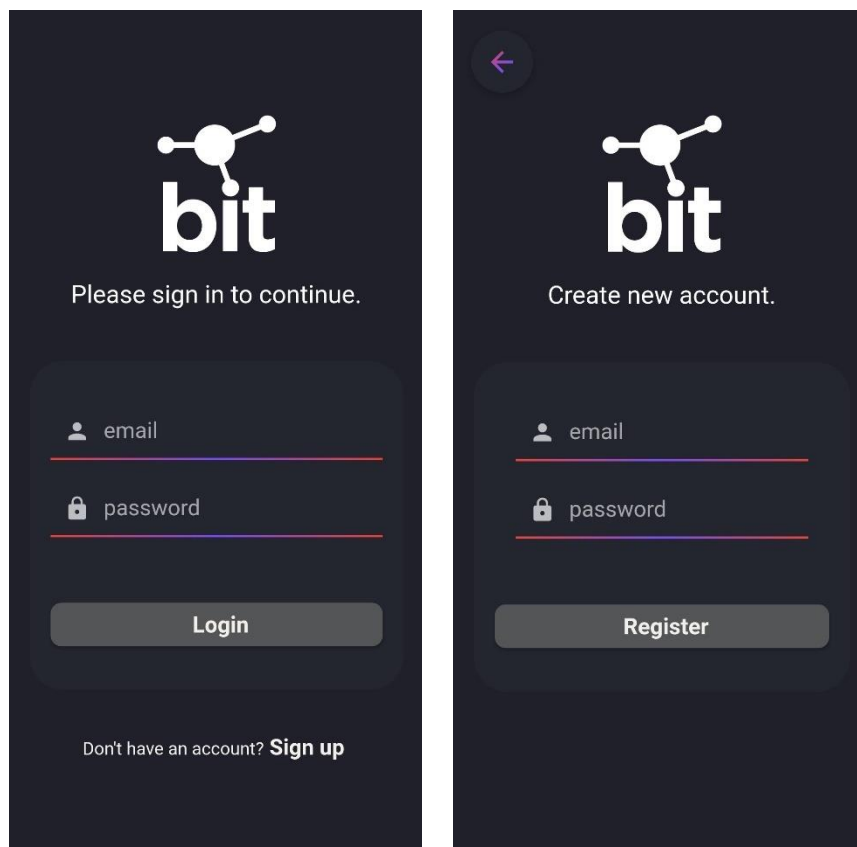 bit
Please sign in to continue.
email
password
Login
Don't have an account? Sign up
bit
Create new account.
email
password
Register